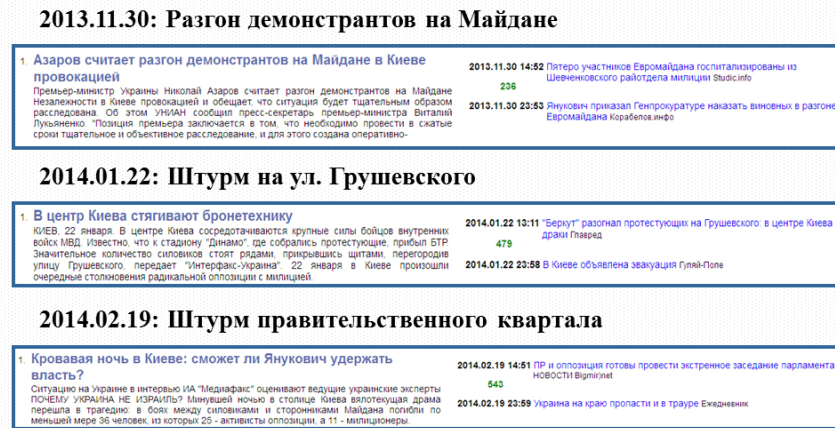 2013.11.30: Разгон демонстрантов на Майдане
1. Азаров считает разгон демонстрантов на Майдане в Киеве
провокацией
Премьер-министр Украины Николай Азаров считает разгон демонстрантов на Майдане
Незалежности в Киеве провокацией и обещает, что ситуация будет тщательным образом
расследована. Об этом УНИАН сообщил пресс-секретарь премьер-министра Виталий
Лукьяненко. "Позиция премьера заключается в том, что необходимо провести в сжатые
сроки тщательное и объективное расследование, и для этого создана оперативно-
2013.11.30 14:52 Пятеро участников Евромайдана госпитализированы из
Шевченковского райотдела милиции Studic.info
236
2013.11.30 23:53 Янукович приказал Генпрокуратуре наказать виновных в разгоне
Евромайдана Корабелов.инфо
2014.01.22: Штурм на ул. Грушевского
1. В центр Киева стягивают бронетехнику
КИЕВ, 22 января. В центре Киева сосредотачиваются крупные силы бойцов внутренних
войск МВД. Известно, что к стадиону "Динамо", где собрались протестующие, прибыл БТР.
Значительное количество силовиков стоят рядами, прикрывшись щитами, перегородив
улицу Грушевского, передает "Интерфакс-Украина". 22 января в Киеве произошли
очередные столкновения радикальной оппозиции с милицией.
2014.01.22 13:11 "Беркут" разогнал протестующих на Грушевского: в центре Киева
драки Главред
479
2014.01.22 23:58 В Киеве объявлена эвакуация Гуляй-Поле
2014.02.19: Штурм правительственного квартала
1. Кровавая ночь в Киеве: сможет ли Янукович удержать
власть?
Ситуацию на Украине в интервью ИА "Медиафакс" оценивают ведущие украинские эксперты
ПОЧЕМУ УКРАИНА НЕ ИЗРАИЛЬ? Минувшей ночью в столице Киева вялотекущая драма
перешла в трагедию: в боях между силовиками и сторонниками Майдана погибли по
меньшей мере 36 человек, из которых 25 - активисты оппозиции, а 11 - милиционеры.
2014.02.19 14:51 ПР и оппозиция готовы провести экстренное заседание парламента
НОВОСТИ Bigmir)net
543
2014.02.19 23:59 Украина на краю пропасти и в трауре Ежедневник